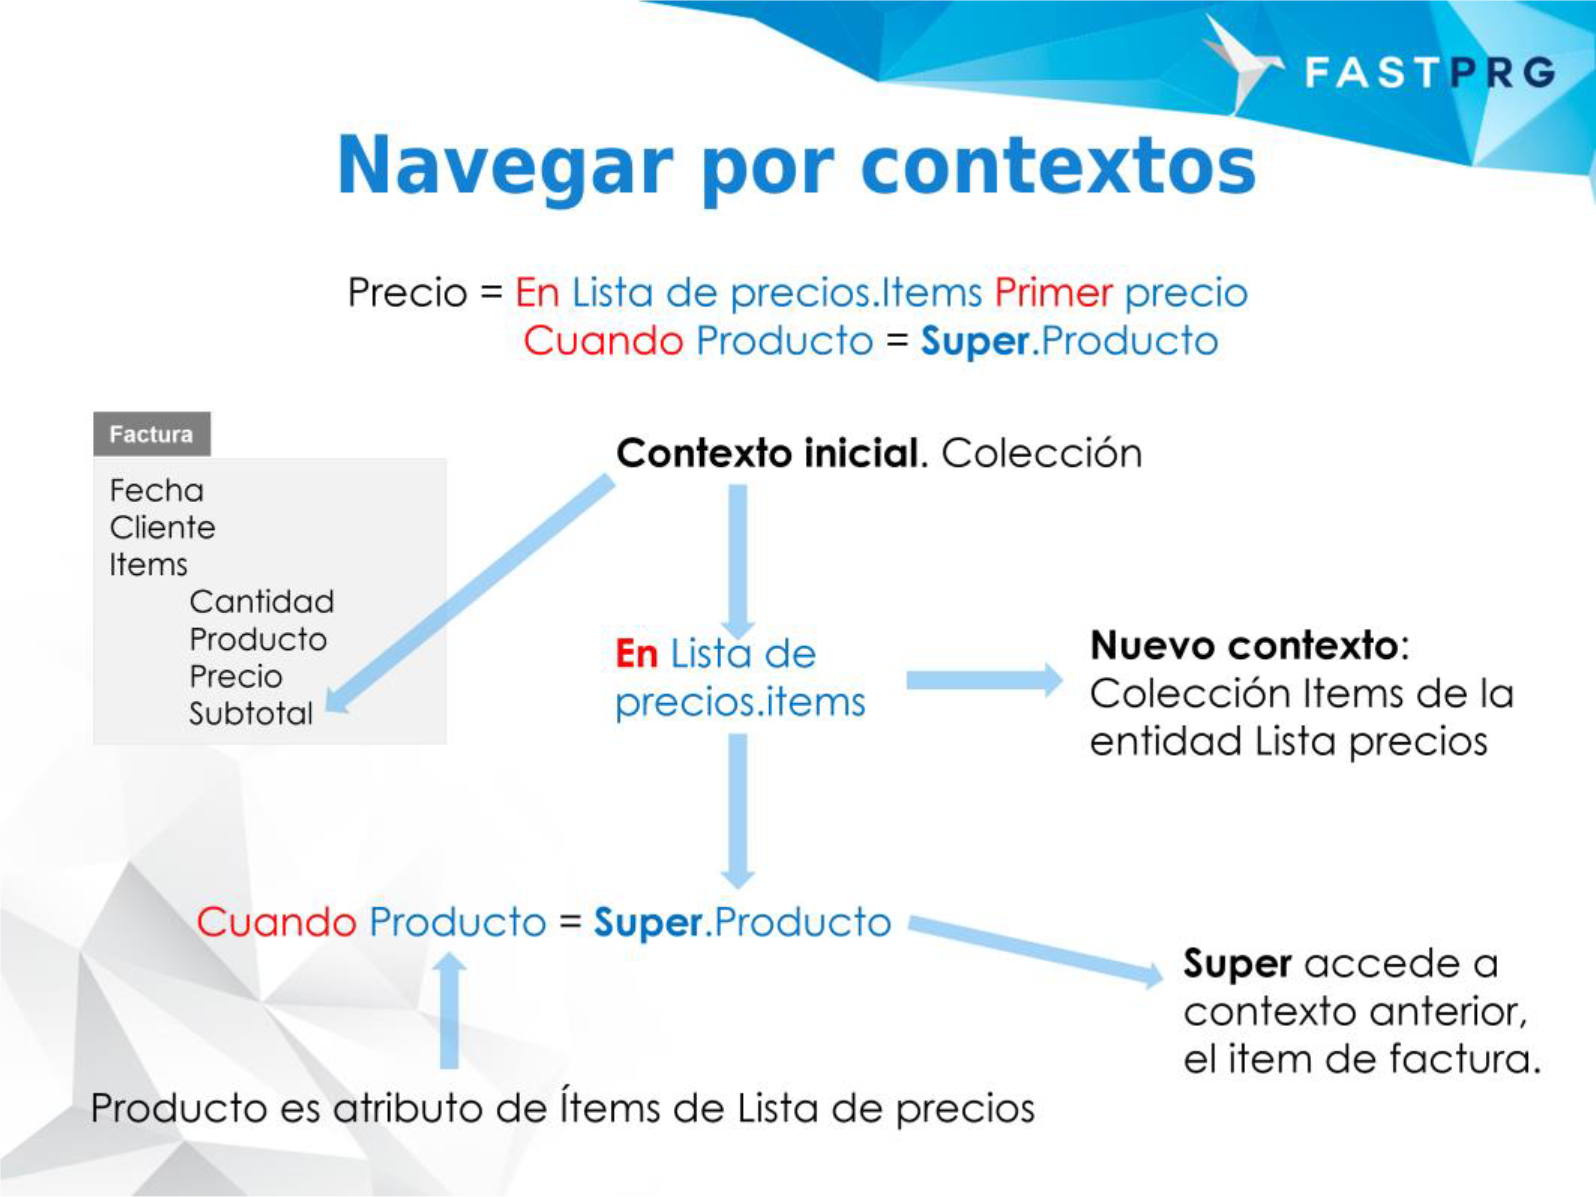 FASTPRG
Navegar por contextos
Precio = En Lista de precios.Items Primer precio
Cuando Producto = Super.Producto
Factura
Fecha
Cliente
Items
Cantidad
Producto
Precio
Subtotal
Contexto inicial. Colección
En Lista de
precios.items
Nuevo contexto:
Colección Items de la
entidad Lista precios
Cuando Producto = Super.Producto
Super accede a
contexto anterior,
el item de factura.
Producto es atributo de Ítems de Lista de precios